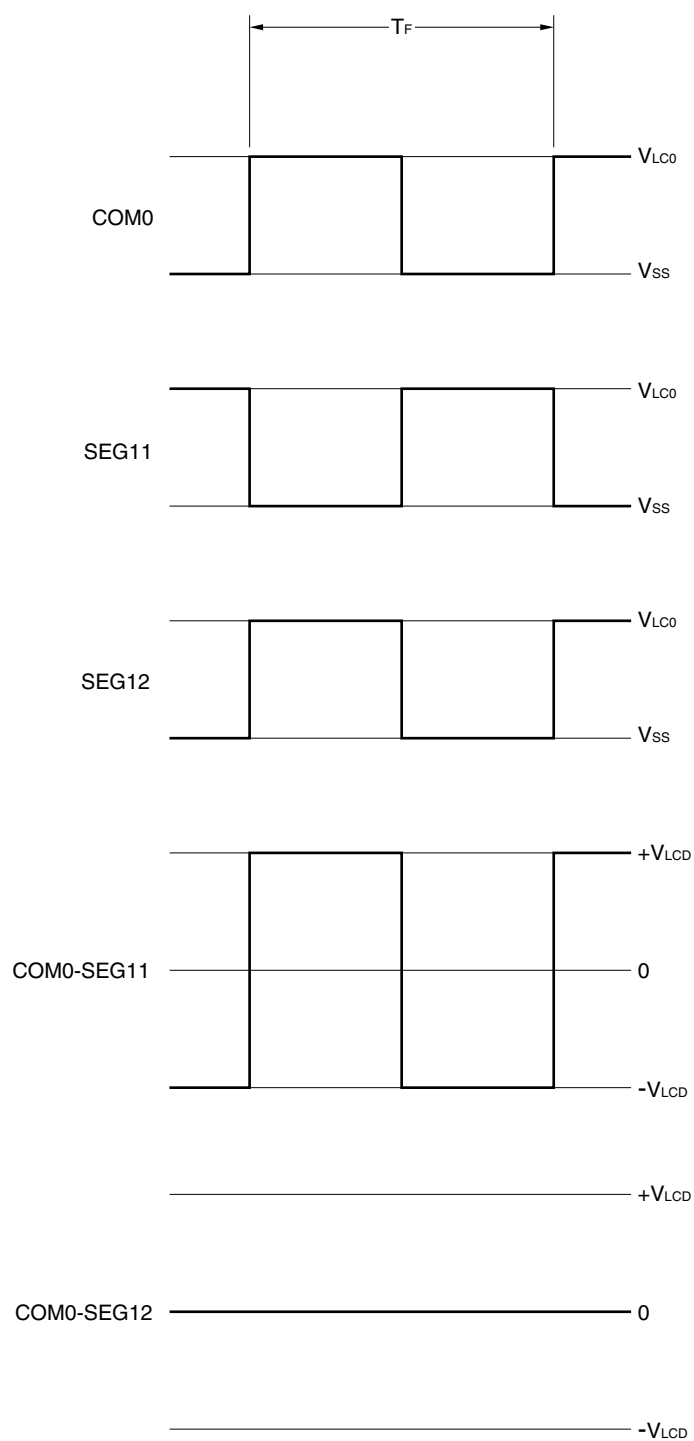 TF
VLC0
COM0
VSS
VLC0
SEG11
VSS
VLC0
SEG12
VSS
+VLCD
COM0-SEG11
0
-VLCD
+VLCD
COM0-SEG12
0
-VLCD